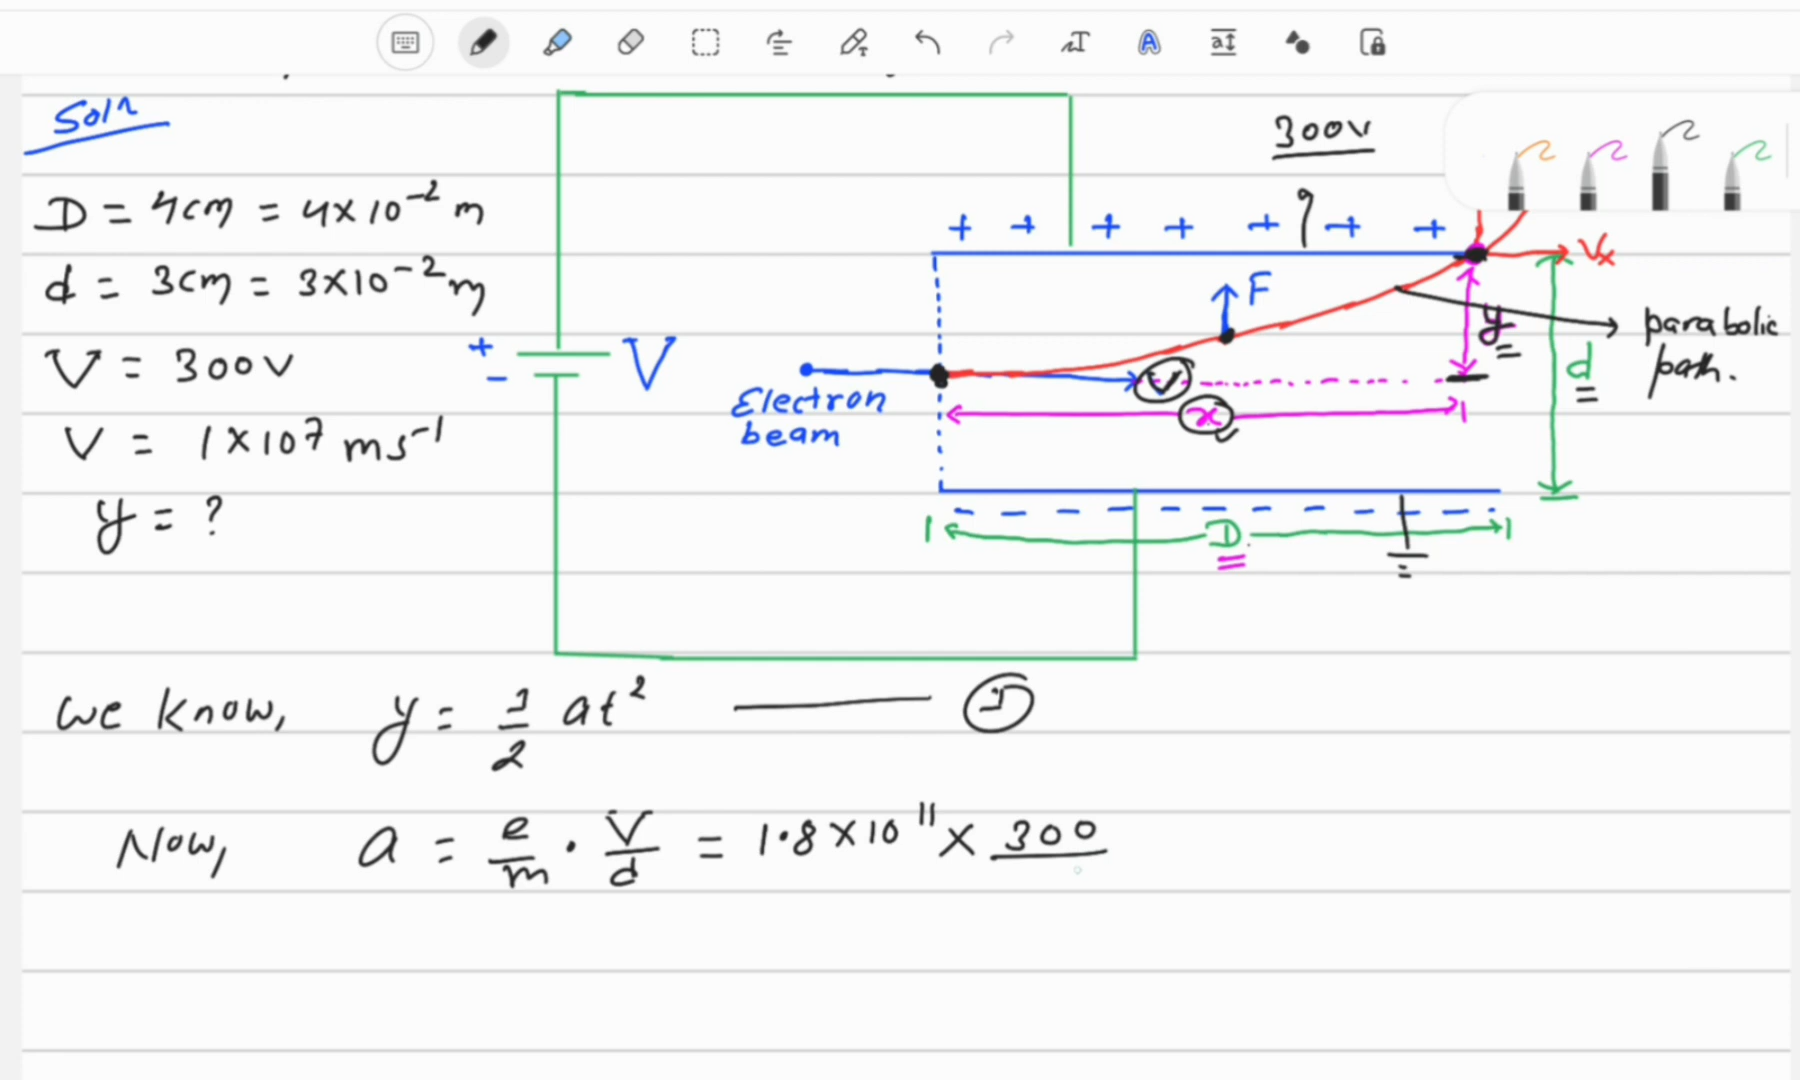 Soln
D = 4cm = 4×10⁻² m
d = 3cm = 3×10⁻² m
V = 300V
v = 1×10⁷ ms⁻¹
y = ?
300V
+ + + + + + +
F
Vx
y
d
parabolic
path.
+
-
V
v
Electron
beam
x
D
We know, y = 1/2 at² —— ①
Now, a = e/m · V/d = 1.8×10¹¹ × 300